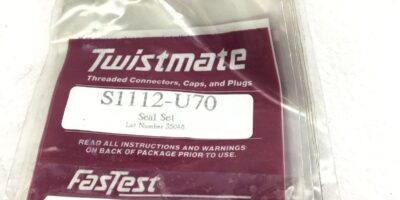 Twistmate
Threaded Connectors, Caps, and Plugs
S1112-U70
Seal Set
Lot Number 35048
READ ALL INSTRUCTIONS AND WARNINGS
ON BACK OF PACKAGE PRIOR TO USE.
FasTest